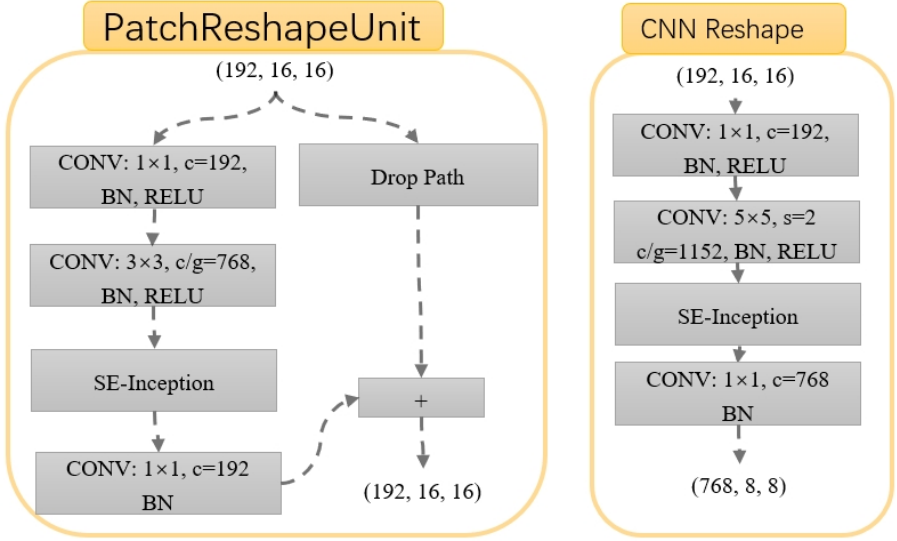 PatchReshapeUnit
(192, 16, 16)
CONV: 1×1, c=192,
BN, RELU
Drop Path
CONV: 3×3, c/g=768,
BN, RELU
SE-Inception
+
CONV: 1×1, c=192
BN
(192, 16, 16)
CNN Reshape
(192, 16, 16)
CONV: 1×1, c=192,
BN, RELU
CONV: 5×5, s=2
c/g=1152, BN, RELU
SE-Inception
CONV: 1×1, c=768
BN
(768, 8, 8)